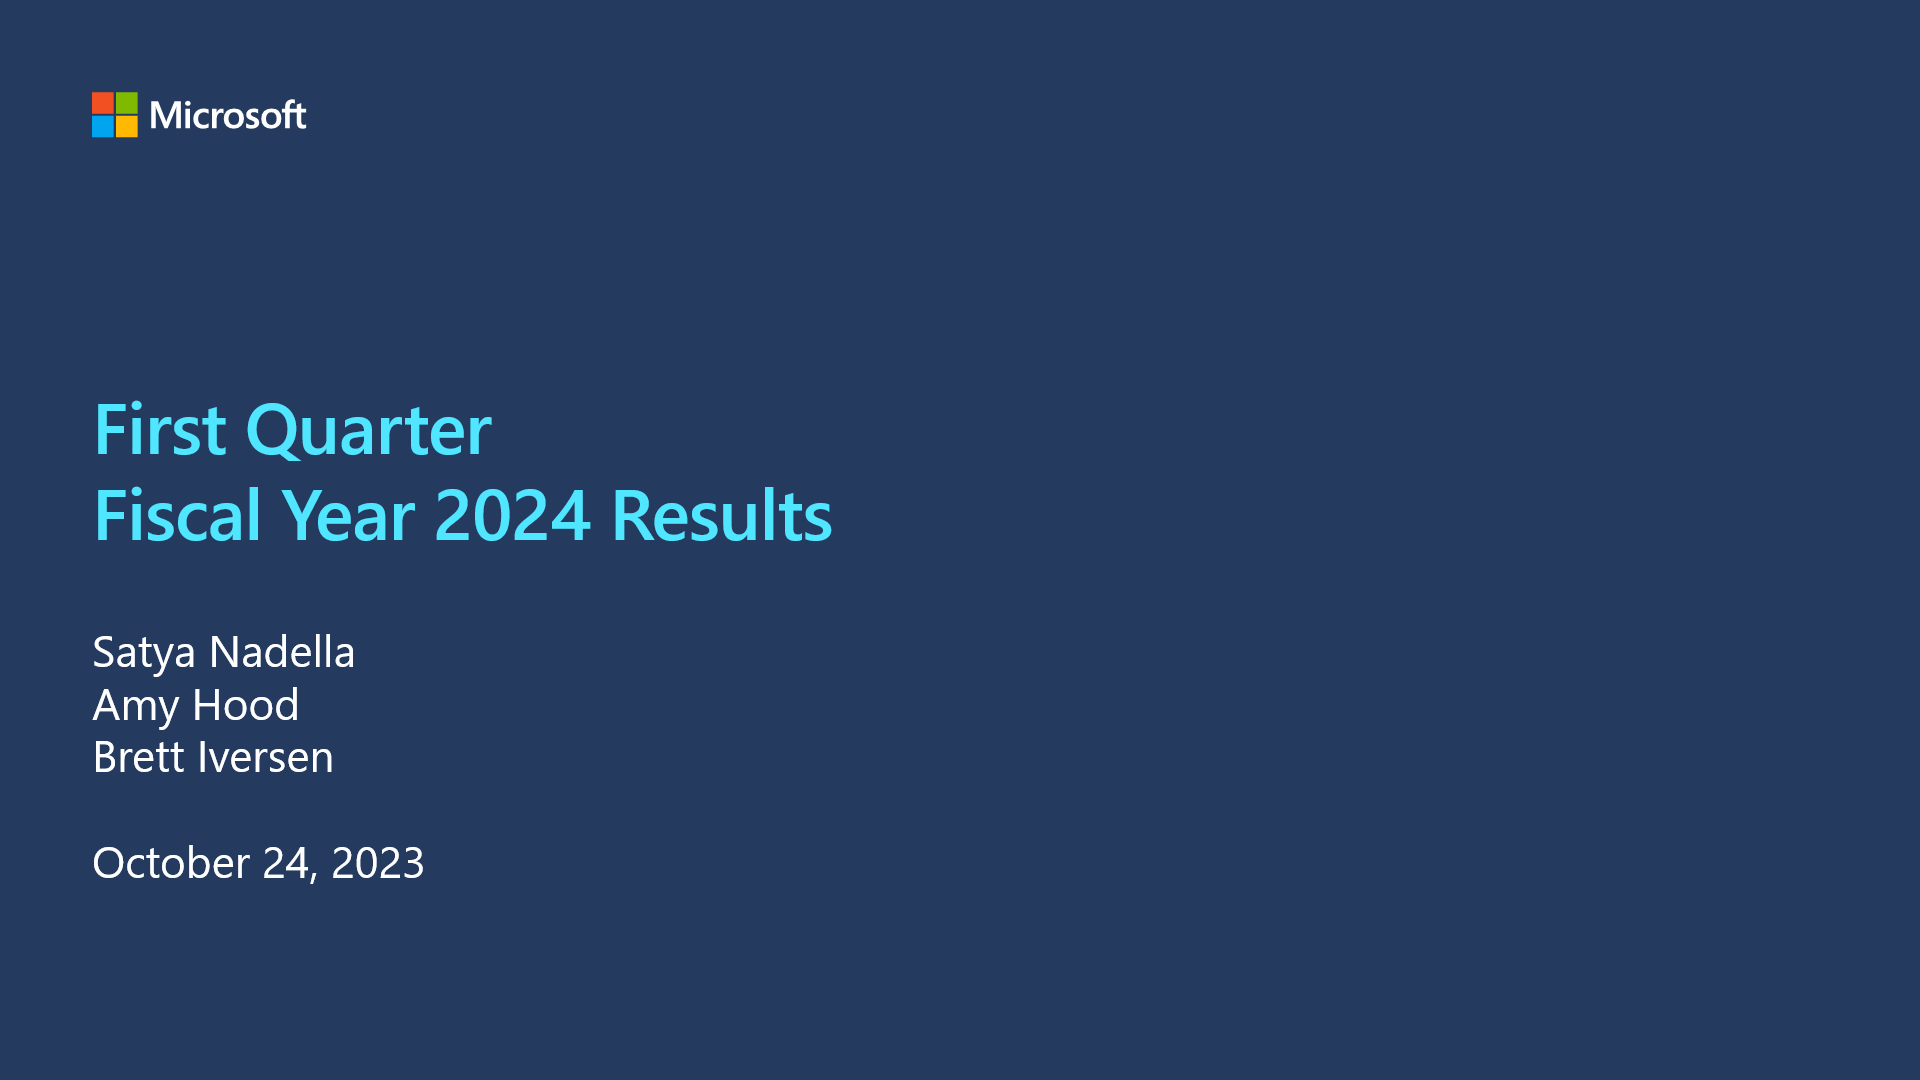 Microsoft
First Quarter
Fiscal Year 2024 Results
Satya Nadella
Amy Hood
Brett Iversen
October 24, 2023